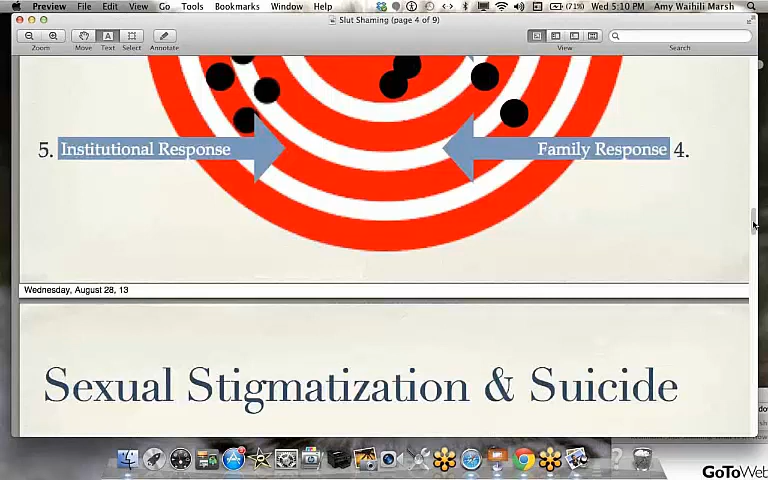 Preview File Edit View Go Tools Bookmarks Window Help (71%) Wed 5:10 PM Amy Waihili Marsh
Slut Shaming (page 4 of 9)
Zoom Move Text Select Annotate View Search
5. Institutional Response Family Response 4.
Wednesday, August 28, 13
Sexual Stigmatization & Suicide
GoToWeb